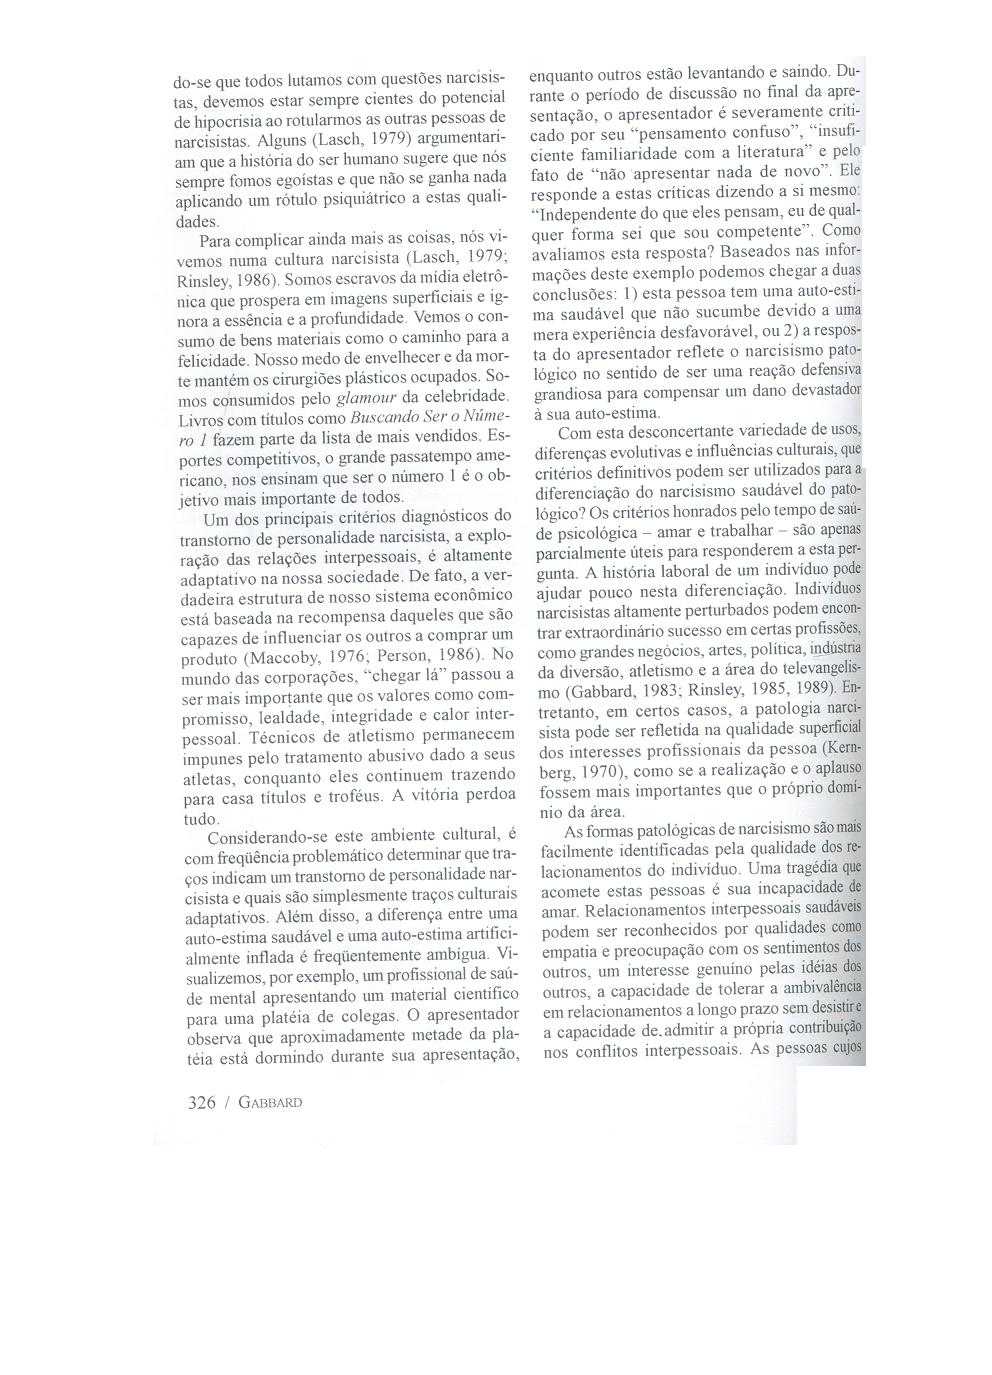 do-se que todos lutamos com questões narcisis-
tas, devemos estar sempre cientes do potencial
de hipocrisia ao rotularmos as outras pessoas de
narcisistas. Alguns (Lasch, 1979) argumentari-
am que a história do ser humano sugere que nós
sempre fomos egoístas e que não se ganha nada
aplicando um rótulo psiquiátrico a estas quali-
dades.
Para complicar ainda mais as coisas, nós vi-
vemos numa cultura narcisista (Lasch, 1979;
Rinsley, 1986). Somos escravos da mídia eletrô-
nica que prospera em imagens superficiais e ig-
nora a essência e a profundidade. Vemos o con-
sumo de bens materiais como o caminho para a
felicidade. Nosso medo de envelhecer e da mor-
te mantém os cirurgiões plásticos ocupados. So-
mos consumidos pelo glamour da celebridade.
Livros com títulos como Buscando Ser o Núme-
ro 1 fazem parte da lista de mais vendidos. Es-
portes competitivos, o grande passatempo ame-
ricano, nos ensinam que ser o número 1 é o ob-
jetivo mais importante de todos.
Um dos principais critérios diagnósticos do
transtorno de personalidade narcisista, a explo-
ração das relações interpessoais, é altamente
adaptativo na nossa sociedade. De fato, a ver-
dadeira estrutura de nosso sistema econômico
está baseada na recompensa daqueles que são
capazes de influenciar os outros a comprar um
produto (Maccoby, 1976; Person, 1986). No
mundo das corporações, “chegar lá” passou a
ser mais importante que os valores como com-
promisso, lealdade, integridade e calor inter-
pessoal. Técnicos de atletismo permanecem
impunes pelo tratamento abusivo dado a seus
atletas, conquanto eles continuem trazendo
para casa títulos e troféus. A vitória perdoa
tudo.
Considerando-se este ambiente cultural, é
com freqüência problemático determinar que tra-
ços indicam um transtorno de personalidade nar-
cisista e quais são simplesmente traços culturais
adaptativos. Além disso, a diferença entre uma
auto-estima saudável e uma auto-estima artifici-
almente inflada é freqüentemente ambígua. Vi-
sualizemos, por exemplo, um profissional de saú-
de mental apresentando um material científico
para uma platéia de colegas. O apresentador
observa que aproximadamente metade da pla-
téia está dormindo durante sua apresentação,
enquanto outros estão levantando e saindo. Du-
rante o período de discussão no final da apre-
sentação, o apresentador é severamente criti-
cado por seu “pensamento confuso”, “insufi-
ciente familiaridade com a literatura” e pelo
fato de “não apresentar nada de novo”. Ele
responde a estas críticas dizendo a si mesmo:
“Independente do que eles pensam, eu de qual-
quer forma sei que sou competente”. Como
avaliamos esta resposta? Baseados nas infor-
mações deste exemplo podemos chegar a duas
conclusões: 1) esta pessoa tem uma auto-esti-
ma saudável que não sucumbe devido a uma
mera experiência desfavorável, ou 2) a respos-
ta do apresentador reflete o narcisismo pato-
lógico no sentido de ser uma reação defensiva
grandiosa para compensar um dano devastador
à sua auto-estima.
Com esta desconcertante variedade de usos,
diferenças evolutivas e influências culturais, que
critérios definitivos podem ser utilizados para a
diferenciação do narcisismo saudável do pato-
lógico? Os critérios honrados pelo tempo de saú-
de psicológica – amar e trabalhar – são apenas
parcialmente úteis para responderem a esta per-
gunta. A história laboral de um indivíduo pode
ajudar pouco nesta diferenciação. Indivíduos
narcisistas altamente perturbados podem encon-
trar extraordinário sucesso em certas profissões,
como grandes negócios, artes, política, indústria
da diversão, atletismo e a área do televangelis-
mo (Gabbard, 1983; Rinsley, 1985, 1989). En-
tretanto, em certos casos, a patologia narci-
sista pode ser refletida na qualidade superficial
dos interesses profissionais da pessoa (Kern-
berg, 1970), como se a realização e o aplauso
fossem mais importantes que o próprio domí-
nio da área.
As formas patológicas de narcisismo são mais
facilmente identificadas pela qualidade dos re-
lacionamentos do indivíduo. Uma tragédia que
acomete estas pessoas é sua incapacidade de
amar. Relacionamentos interpessoais saudáveis
podem ser reconhecidos por qualidades como
empatia e preocupação com os sentimentos dos
outros, um interesse genuíno pelas idéias dos
outros, a capacidade de tolerar a ambivalência
em relacionamentos a longo prazo sem desistir e
a capacidade de admitir a própria contribuição
nos conflitos interpessoais. As pessoas cujos
326 / GABBARD